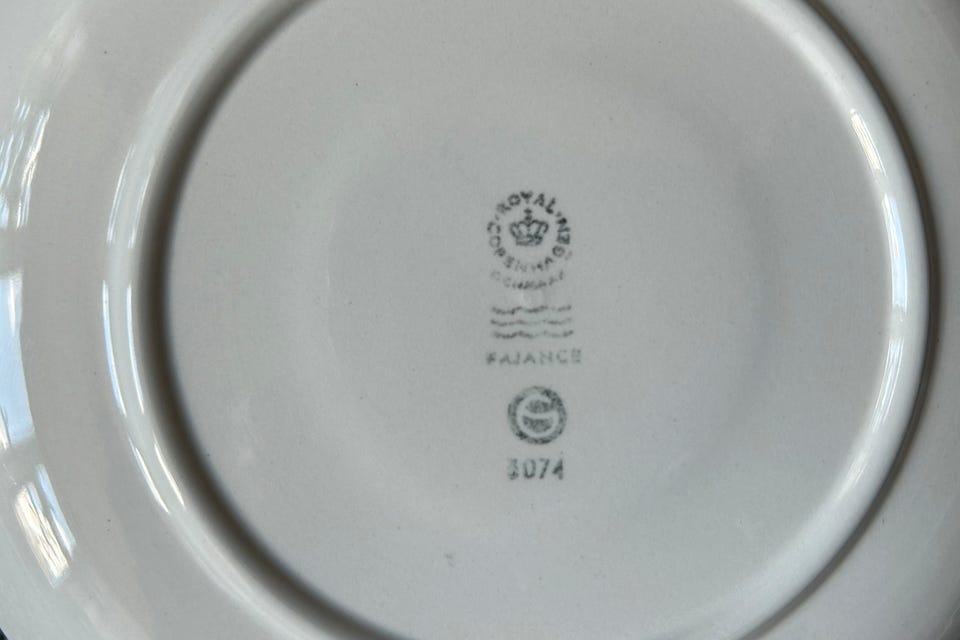 ROYAL
COPENHAGEN
DENMARK
FAJANCE
3074